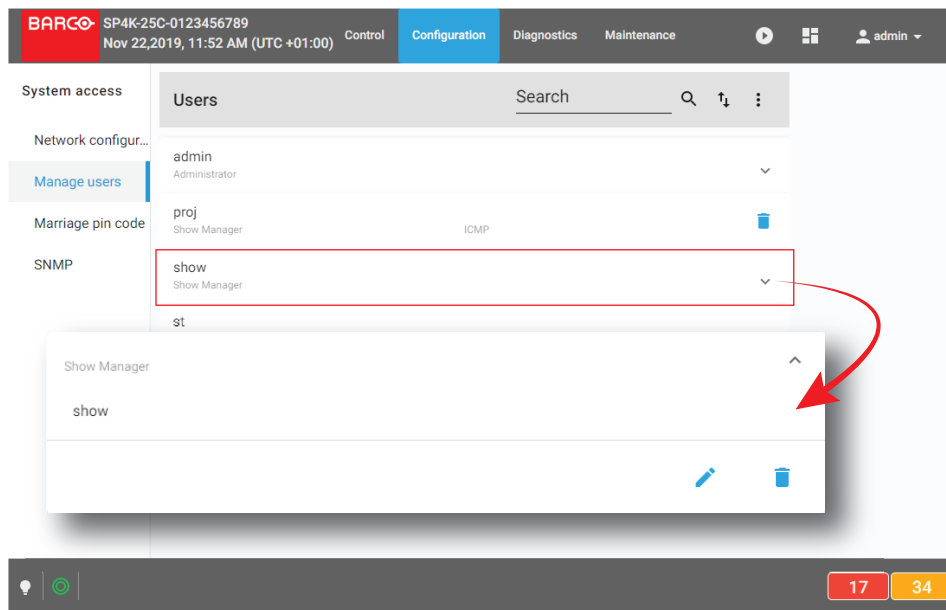 BARCO
SP4K-25C-0123456789
Nov 22,2019, 11:52 AM (UTC +01:00)
Control
Configuration
Diagnostics
Maintenance
admin
System access
Network configur...
Manage users
Marriage pin code
SNMP
Users
Search
admin
Administrator
proj
Show Manager
ICMP
show
Show Manager
st
Show Manager
show
17
34